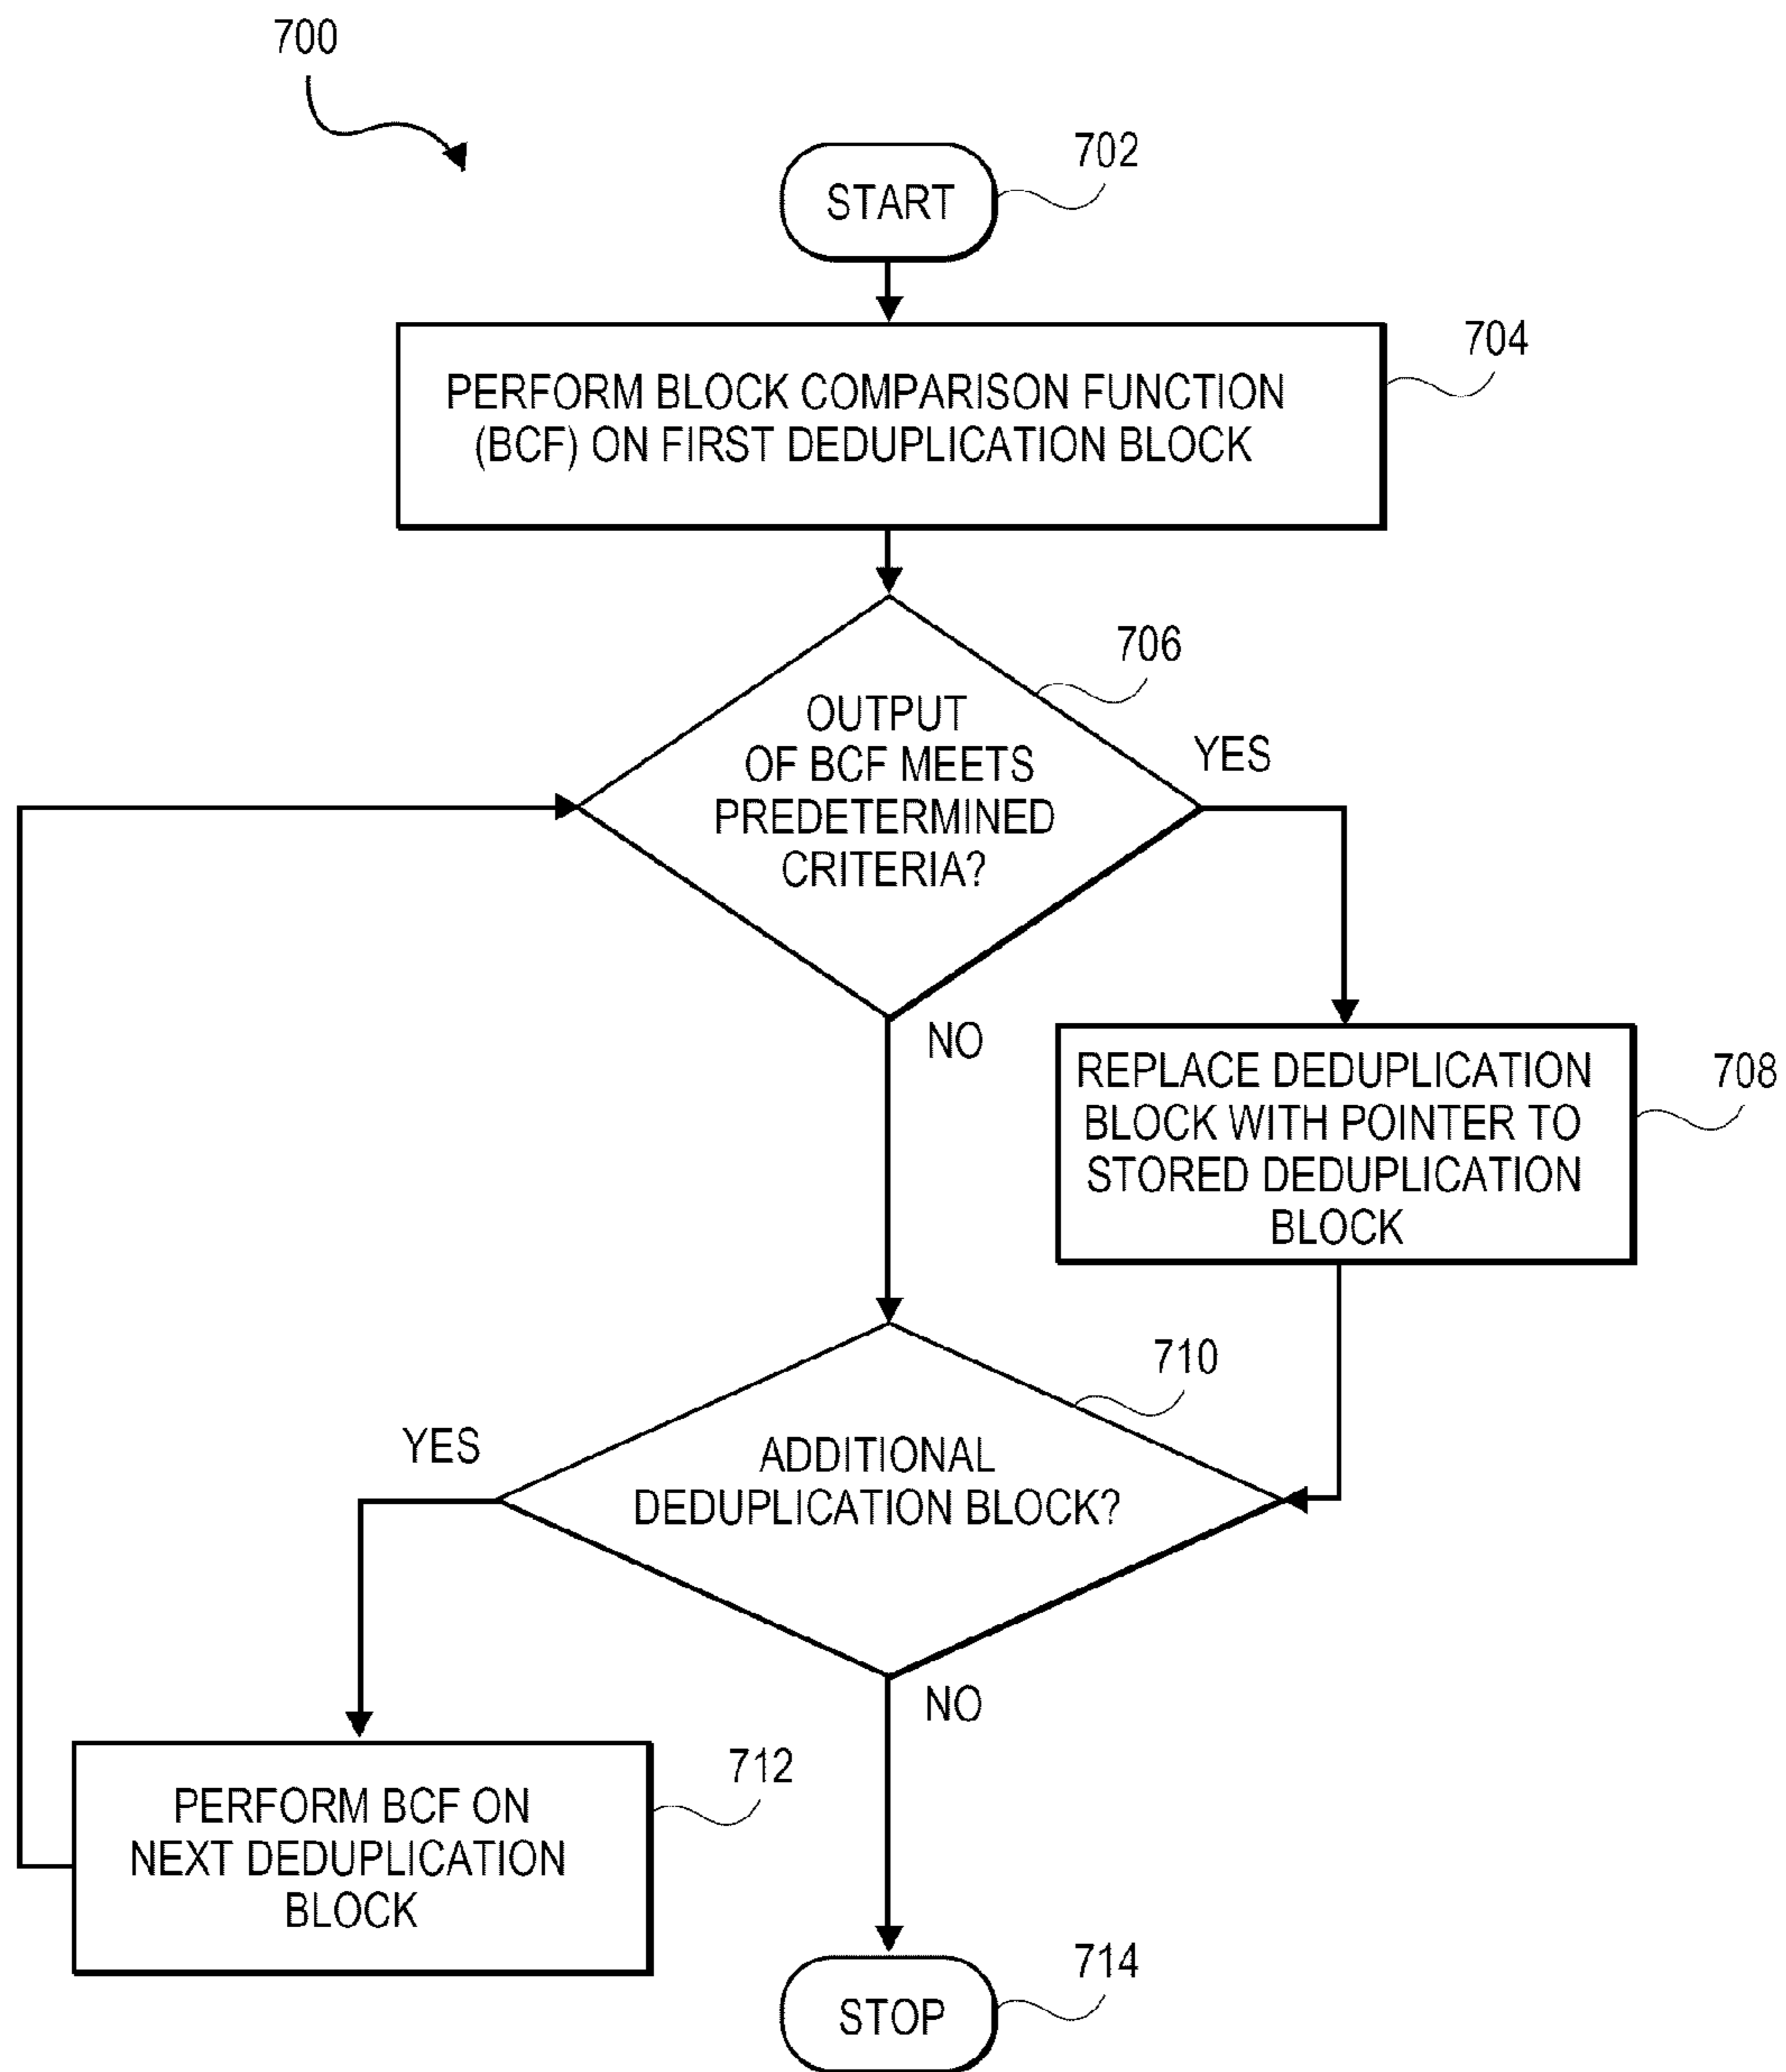 700
702
START
704
PERFORM BLOCK COMPARISON FUNCTION
(BCF) ON FIRST DEDUPLICATION BLOCK
706
OUTPUT
OF BCF MEETS
PREDETERMINED
CRITERIA?
YES
NO
REPLACE DEDUPLICATION
BLOCK WITH POINTER TO
STORED DEDUPLICATION
BLOCK
708
710
ADDITIONAL
DEDUPLICATION BLOCK?
YES
NO
712
PERFORM BCF ON
NEXT DEDUPLICATION
BLOCK
714
STOP